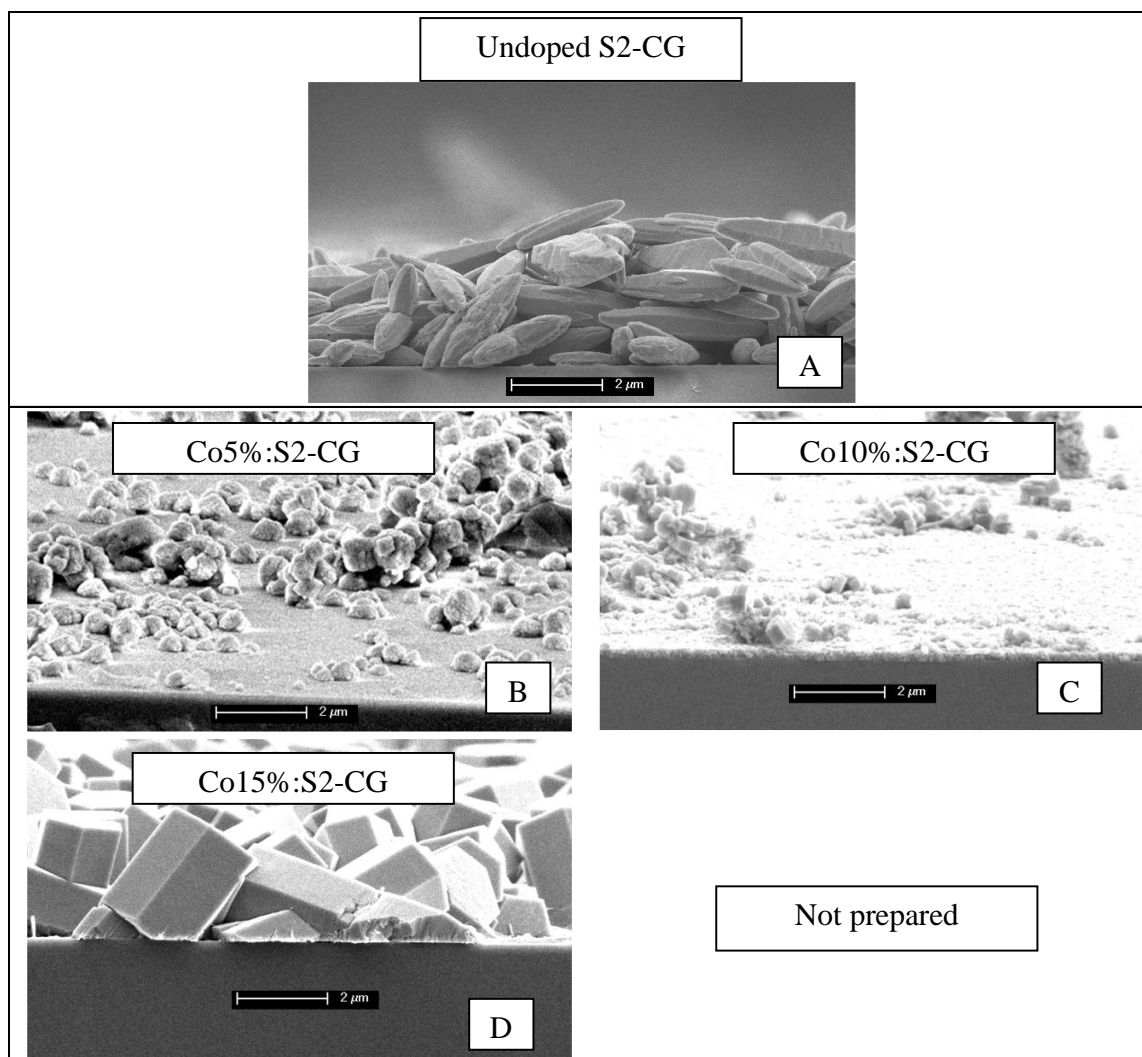 Undoped S2-CG
A
2 µm
Co5%:S2-CG
Co10%:S2-CG
B
2 µm
C
2 µm
Co15%:S2-CG
Not prepared
D
2 µm